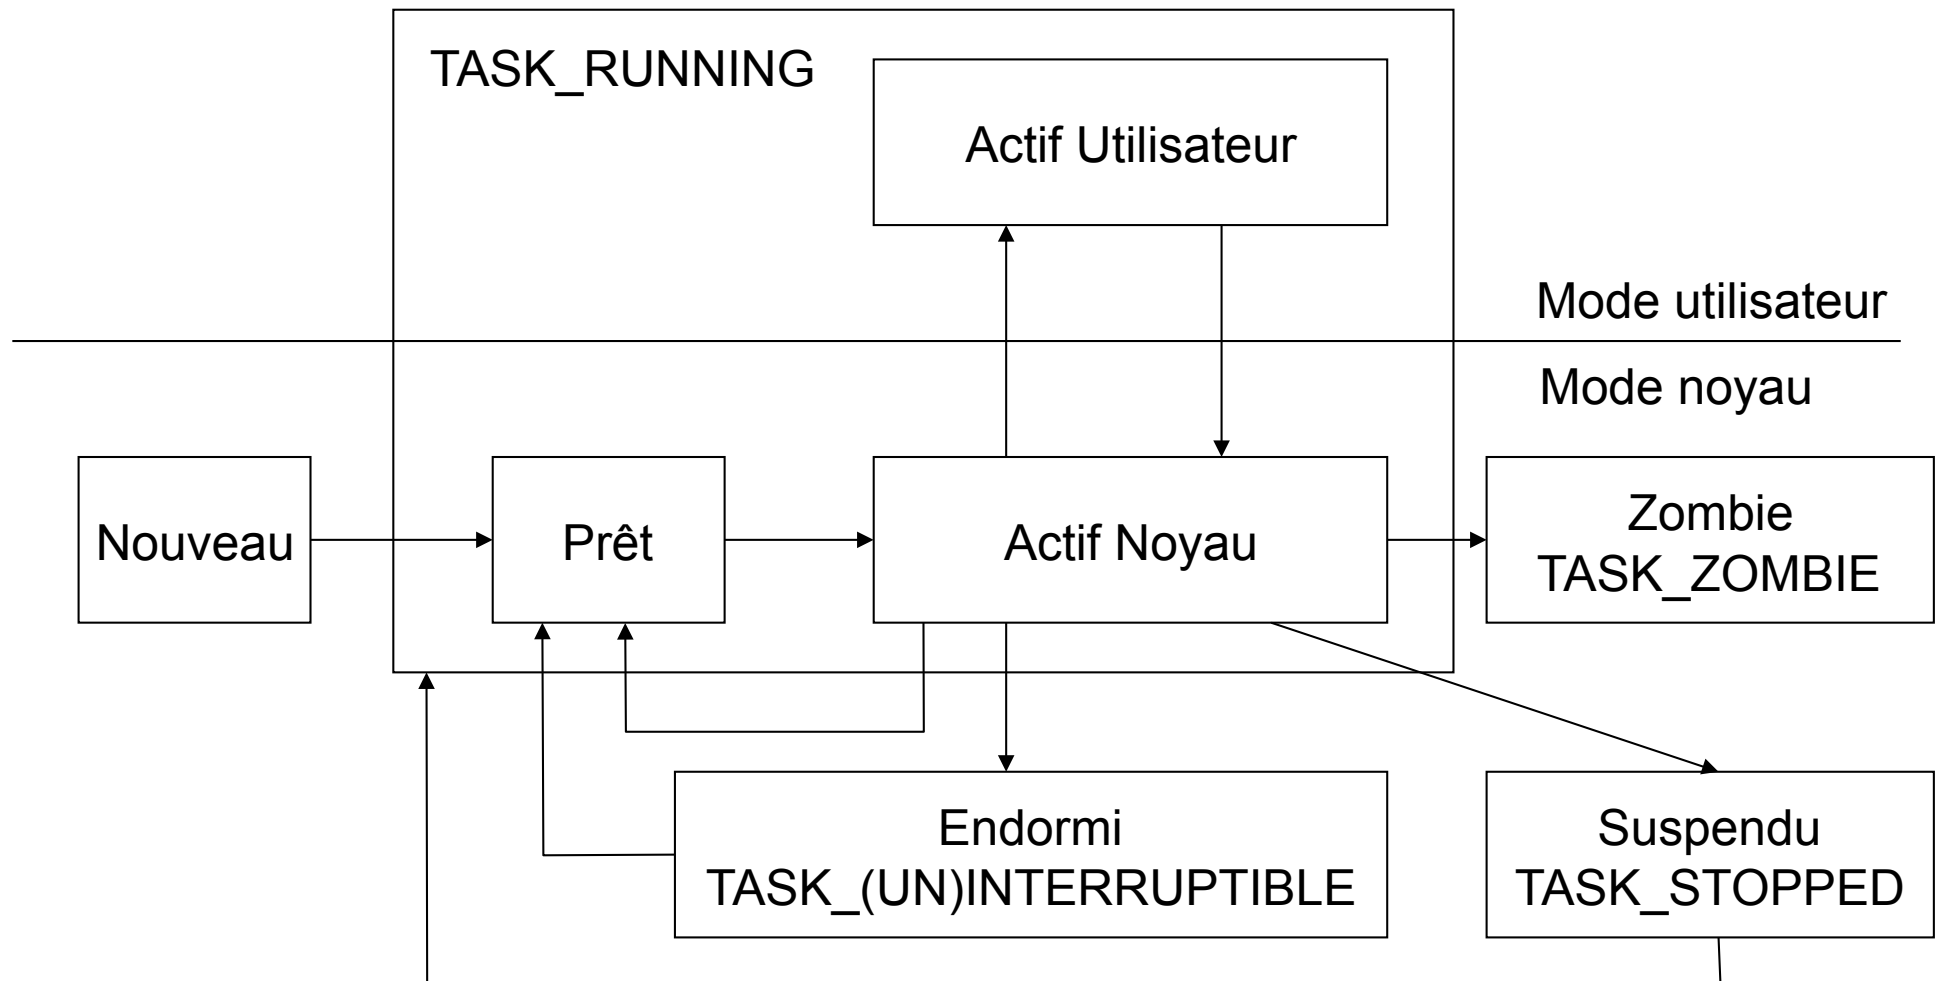 TASK_RUNNING
Actif Utilisateur
Mode utilisateur
Mode noyau
Nouveau
Prêt
Actif Noyau
Zombie
TASK_ZOMBIE
Endormi
TASK_(UN)INTERRUPTIBLE
Suspendu
TASK_STOPPED